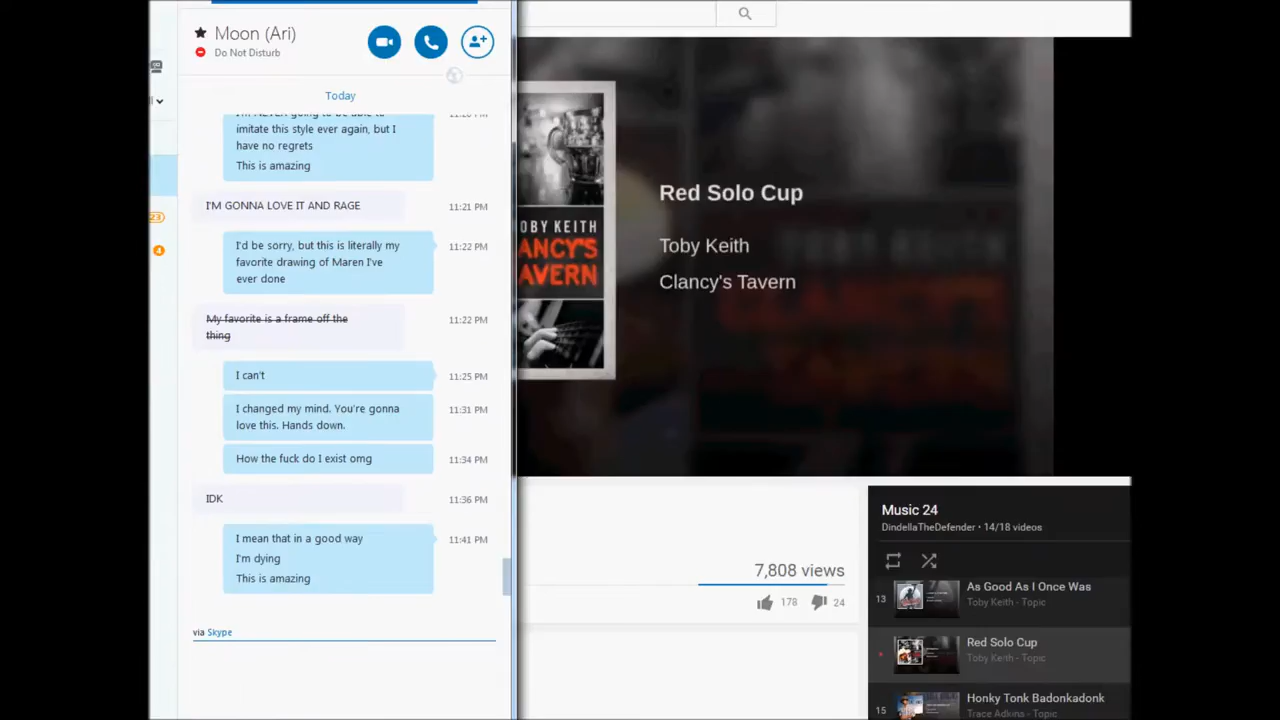 Moon (Ari)
Do Not Disturb
Today
imitate this style ever again, but I
have no regrets
This is amazing
I'M GONNA LOVE IT AND RAGE
11:21 PM
I'd be sorry, but this is literally my
favorite drawing of Maren I've
ever done
11:22 PM
My favorite is a frame off the
thing
11:22 PM
I can't
11:25 PM
I changed my mind. You're gonna
love this. Hands down.
11:31 PM
How the fuck do I exist omg
11:34 PM
IDK
11:36 PM
I mean that in a good way
11:41 PM
I'm dying
This is amazing
via Skype
23
4
OBY KEITH
ANCY'S
AVERN
Red Solo Cup
Toby Keith
Clancy's Tavern
7,808 views
178
24
Music 24
DindellaTheDefender • 14/18 videos
13
As Good As I Once Was
Toby Keith - Topic
Red Solo Cup
Toby Keith - Topic
15
Honky Tonk Badonkadonk
Trace Adkins - Topic